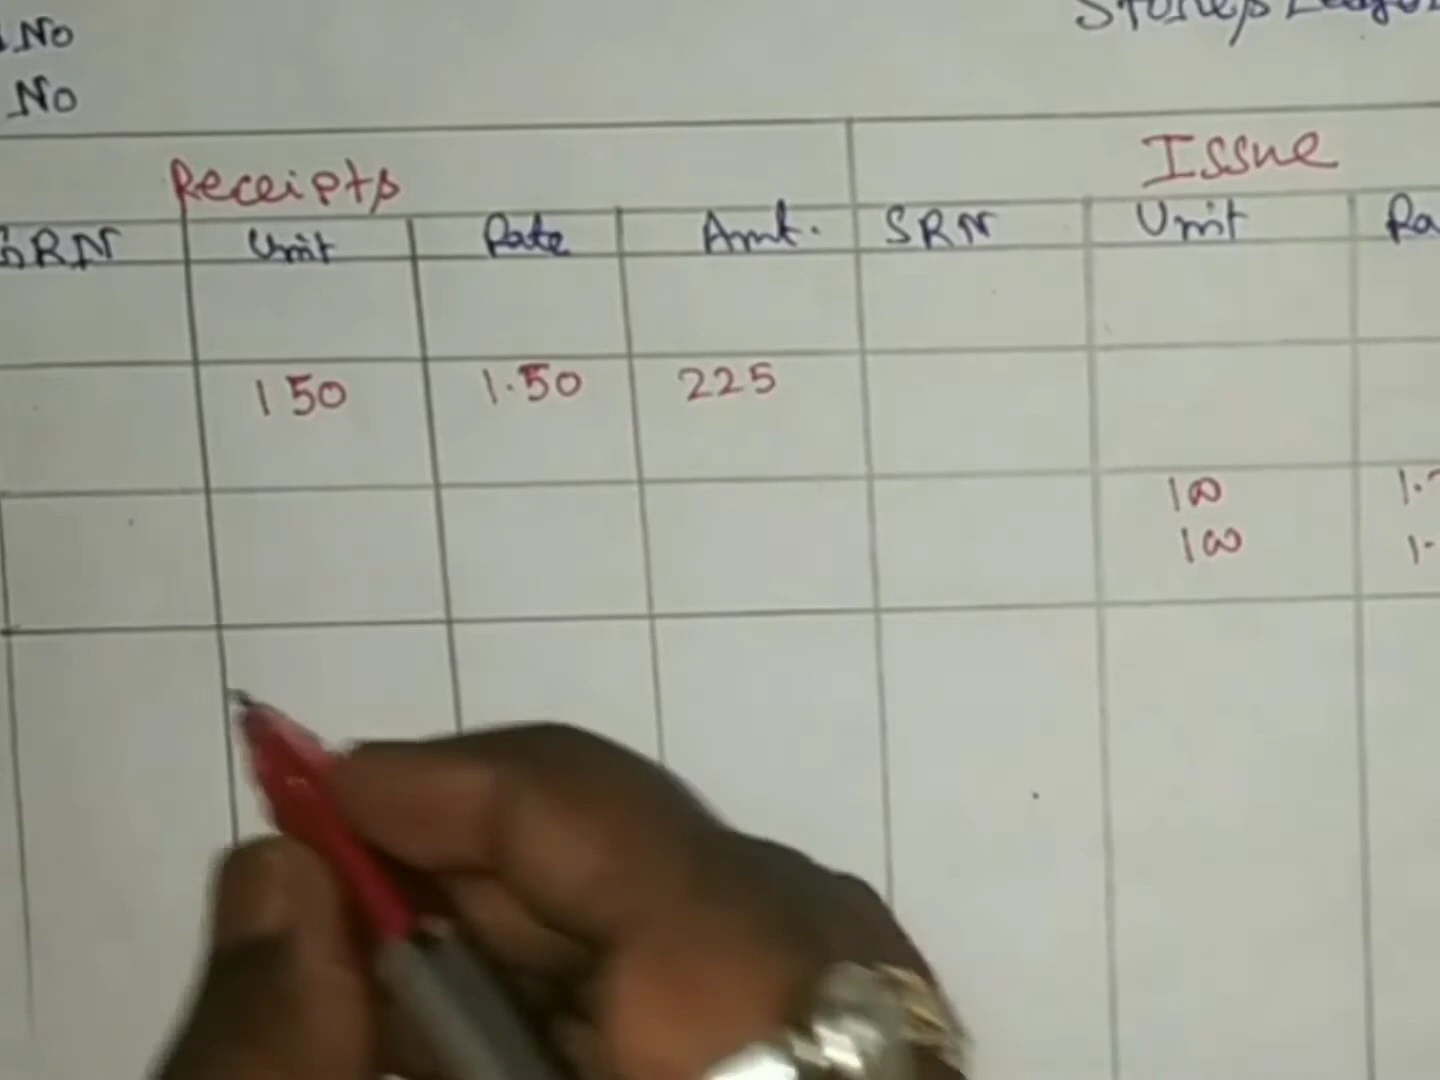 No
No
Receipts
Issue
SRN Unit Rate Amt. SRN Unit
150 1.50 225
100
100